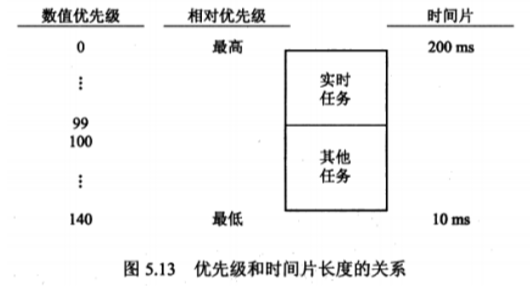 数值优先级 相对优先级 时间片
0 最高 200 ms
⋮ 实时
任务
99
100
其他
⋮ 任务
140 最低 10 ms
图 5.13 优先级和时间片长度的关系